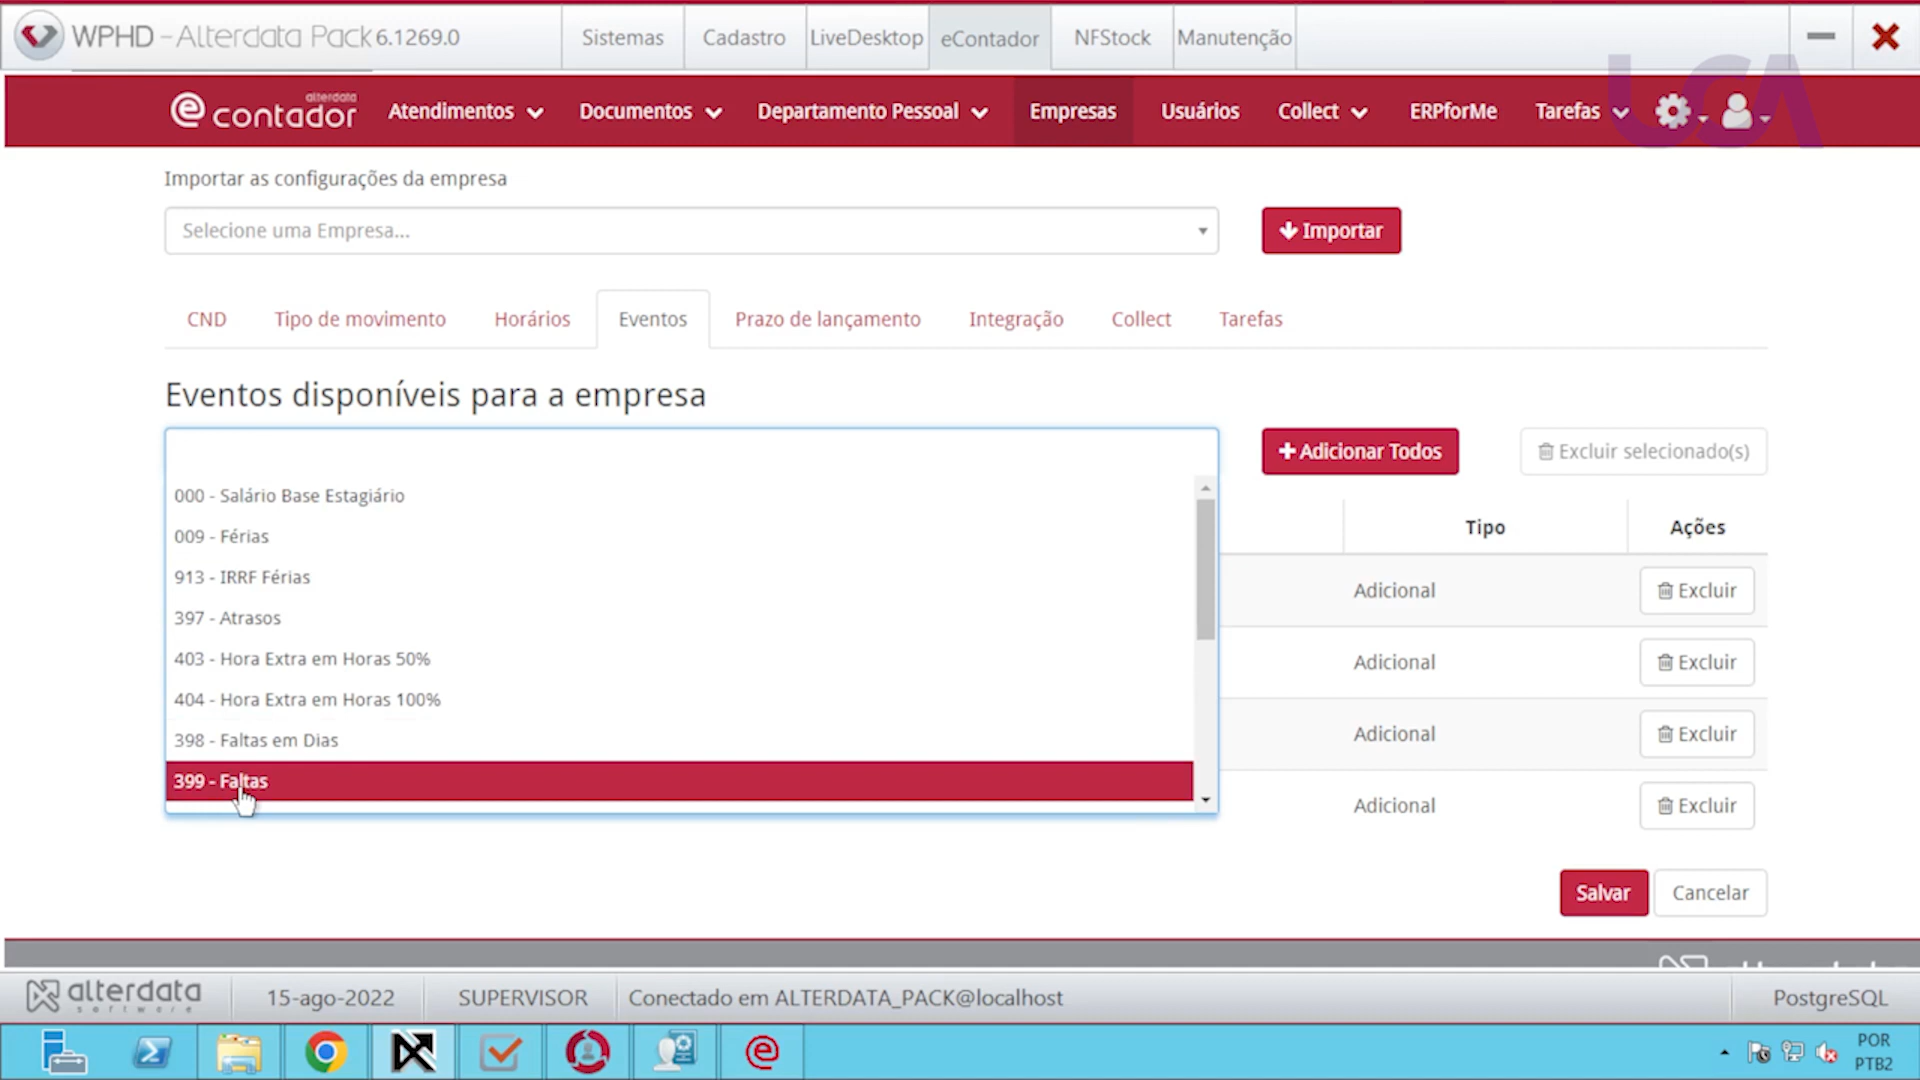 WPHD - Alterdata Pack 6.1269.0
Sistemas
Cadastro
LiveDesktop
eContador
NFStock
Manutenção
UCA
e contador alterdata
Atendimentos
Documentos
Departamento Pessoal
Empresas
Usuários
Collect
ERPforMe
Tarefas
Importar as configurações da empresa
Selecione uma Empresa...
Importar
CND
Tipo de movimento
Horários
Eventos
Prazo de lançamento
Integração
Collect
Tarefas
Eventos disponíveis para a empresa
Adicionar Todos
Excluir selecionado(s)
000 - Salário Base Estagiário
009 - Férias
913 - IRRF Férias
397 - Atrasos
403 - Hora Extra em Horas 50%
404 - Hora Extra em Horas 100%
398 - Faltas em Dias
399 - Faltas
Tipo
Ações
Adicional
Excluir
Adicional
Excluir
Adicional
Excluir
Adicional
Excluir
Salvar
Cancelar
alterdata
software
15-ago-2022
SUPERVISOR
Conectado em ALTERDATA_PACK@localhost
PostgreSQL
POR
PTB2